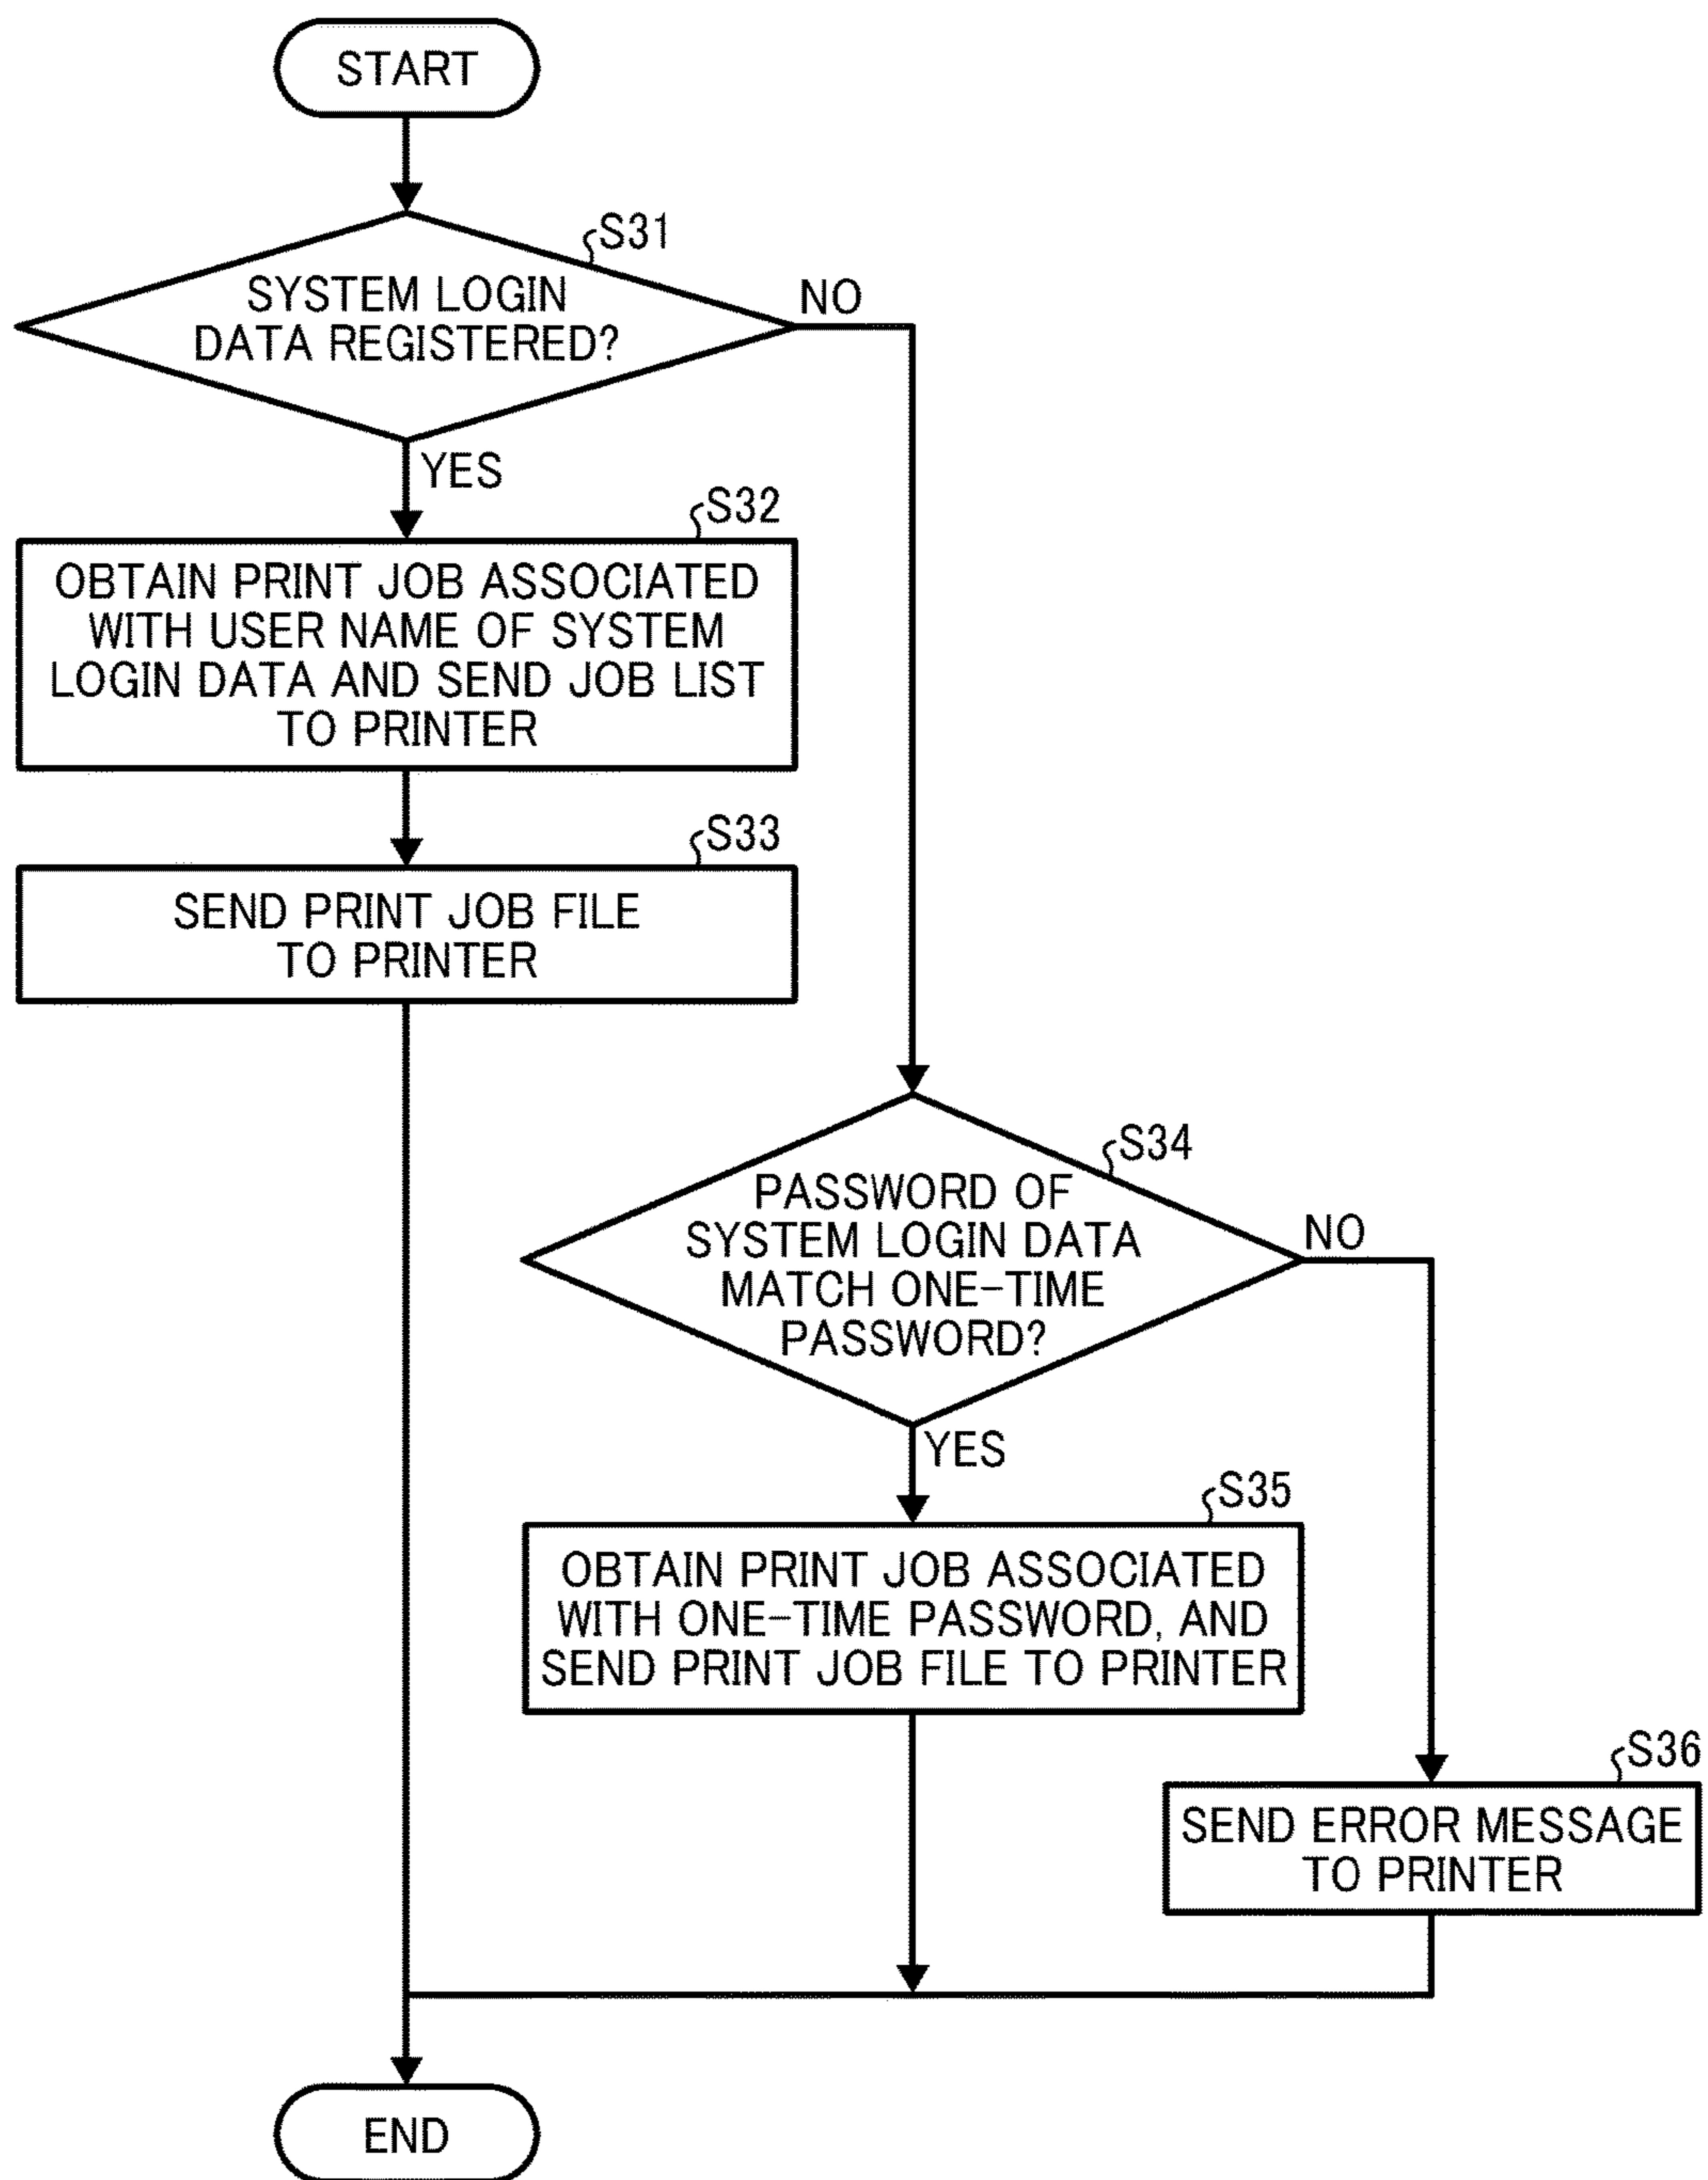 START
S31
SYSTEM LOGIN
DATA REGISTERED?
NO
YES
S32
OBTAIN PRINT JOB ASSOCIATED
WITH USER NAME OF SYSTEM
LOGIN DATA AND SEND JOB LIST
TO PRINTER
S33
SEND PRINT JOB FILE
TO PRINTER
S34
PASSWORD OF
SYSTEM LOGIN DATA
MATCH ONE-TIME
PASSWORD?
NO
YES
S35
OBTAIN PRINT JOB ASSOCIATED
WITH ONE-TIME PASSWORD, AND
SEND PRINT JOB FILE TO PRINTER
S36
SEND ERROR MESSAGE
TO PRINTER
END